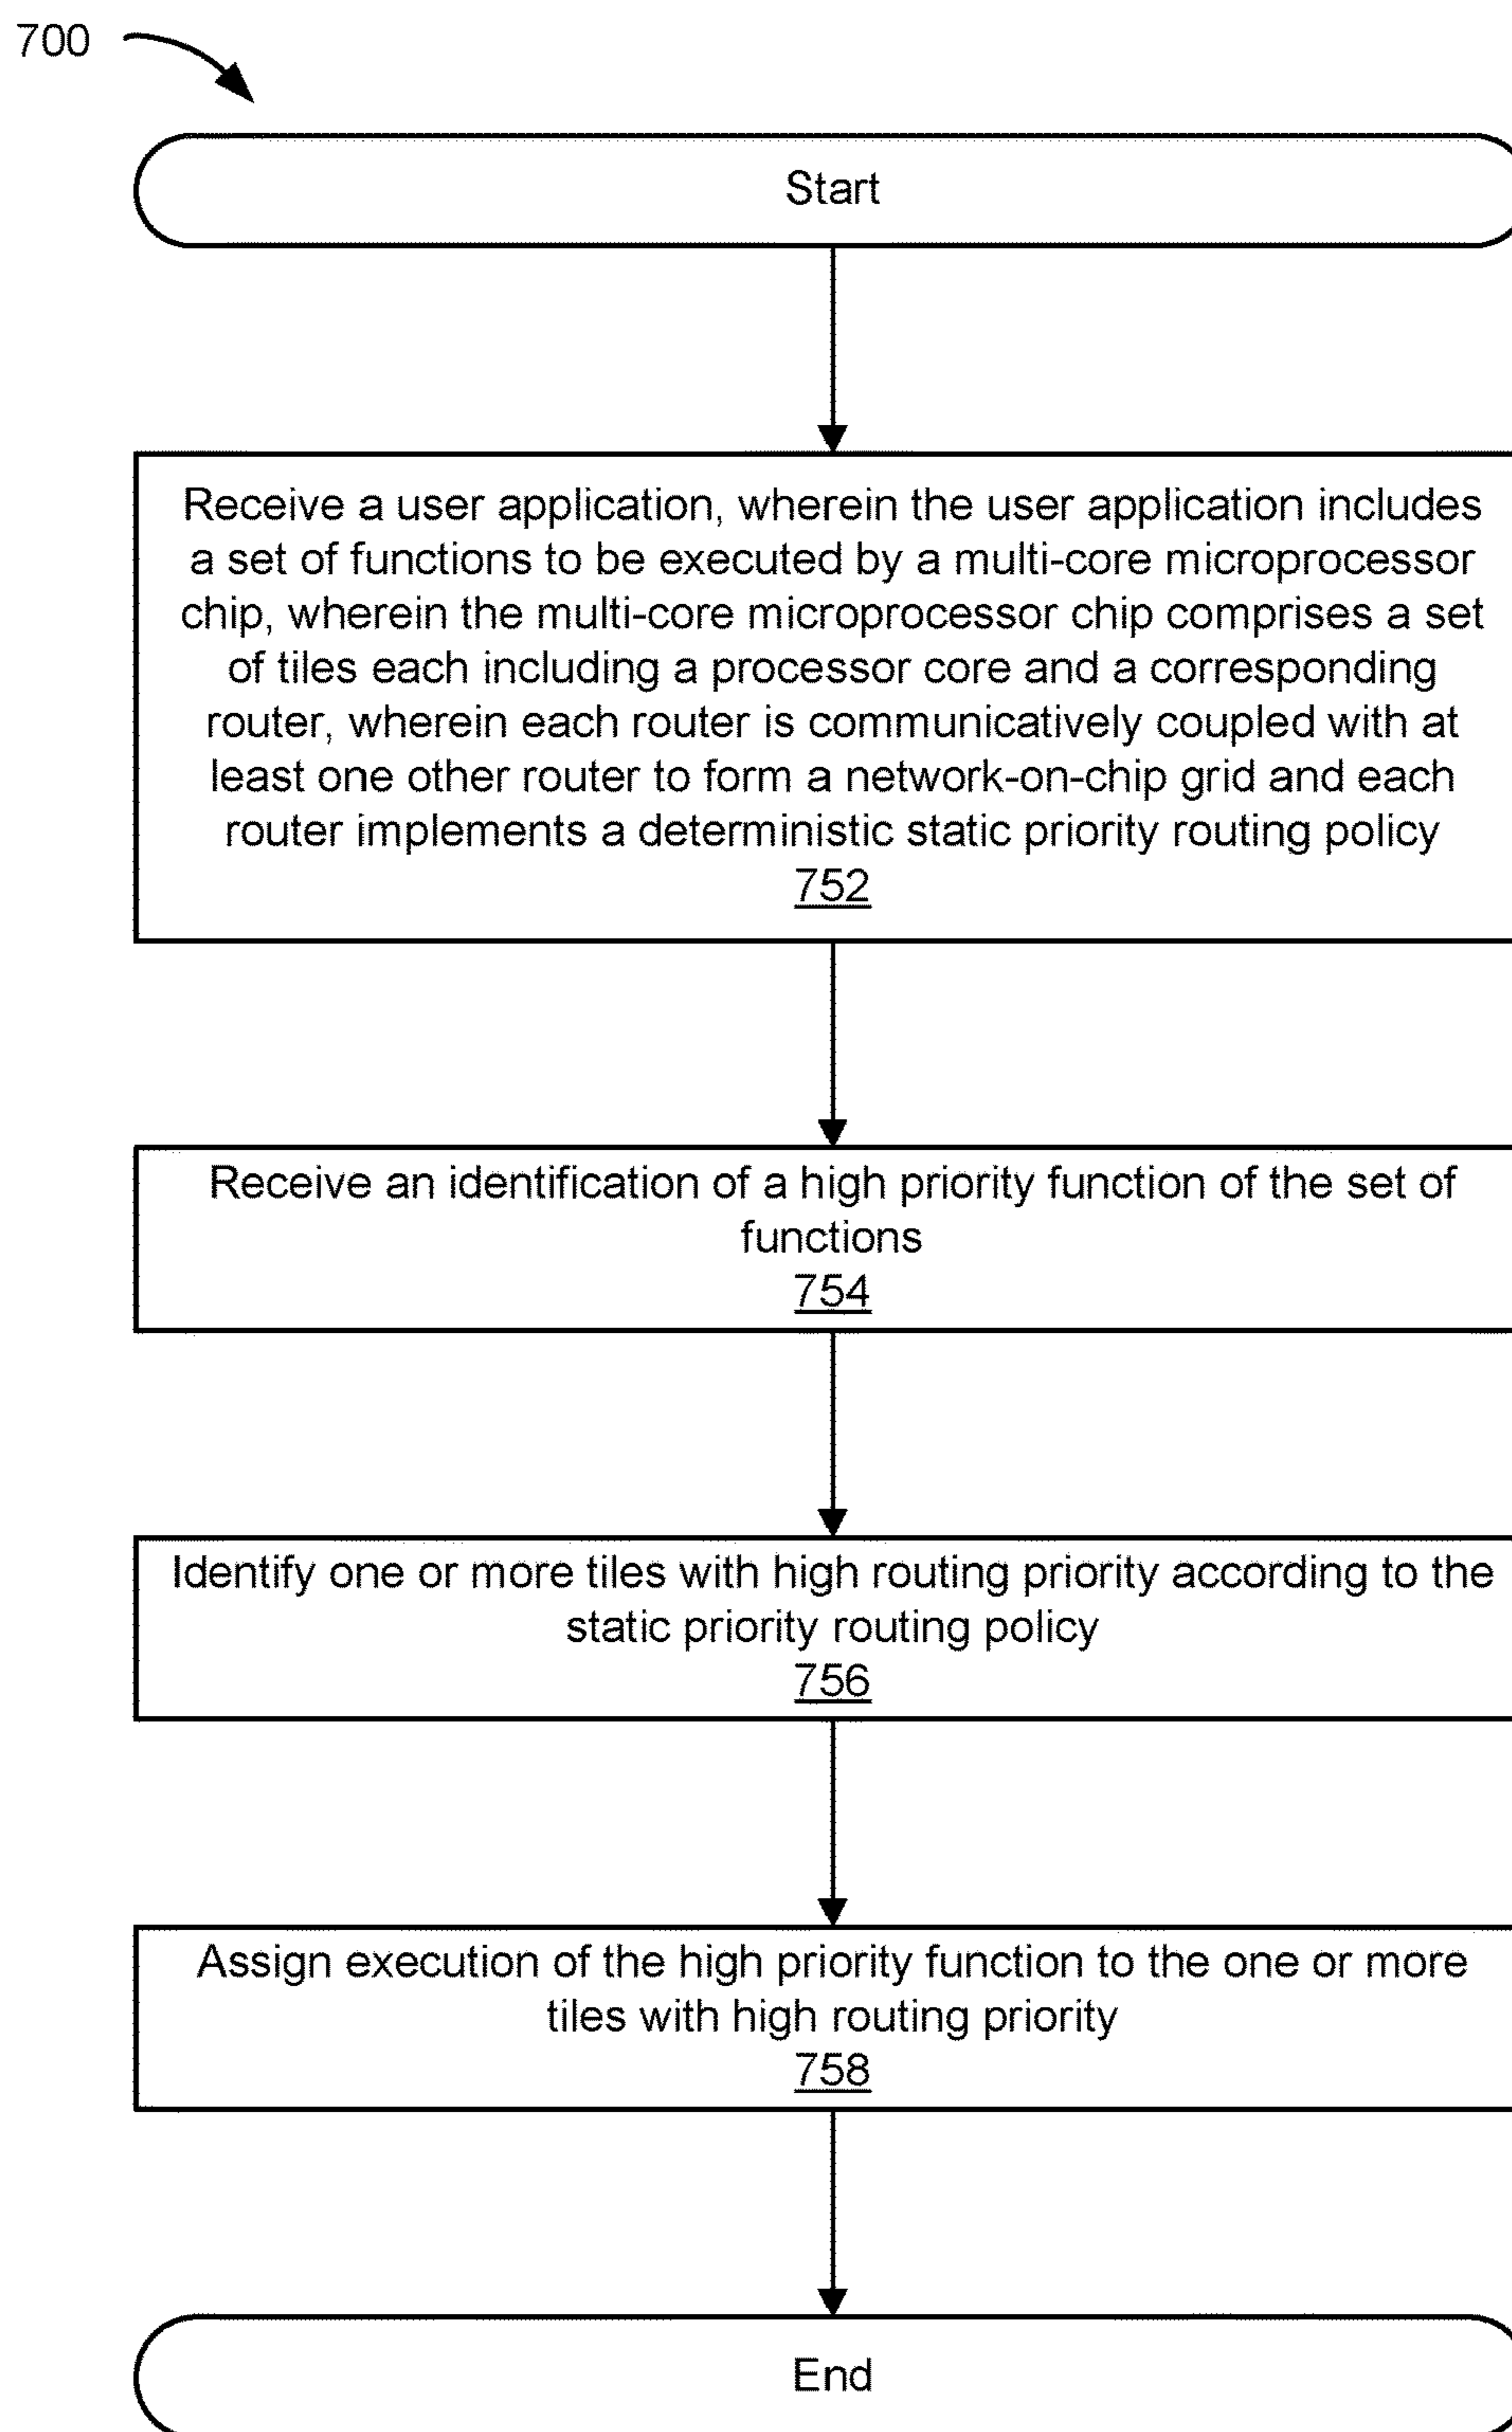 700
Start
Receive a user application, wherein the user application includes
a set of functions to be executed by a multi-core microprocessor
chip, wherein the multi-core microprocessor chip comprises a set
of tiles each including a processor core and a corresponding
router, wherein each router is communicatively coupled with at
least one other router to form a network-on-chip grid and each
router implements a deterministic static priority routing policy
752
Receive an identification of a high priority function of the set of
functions
754
Identify one or more tiles with high routing priority according to the
static priority routing policy
756
Assign execution of the high priority function to the one or more
tiles with high routing priority
758
End